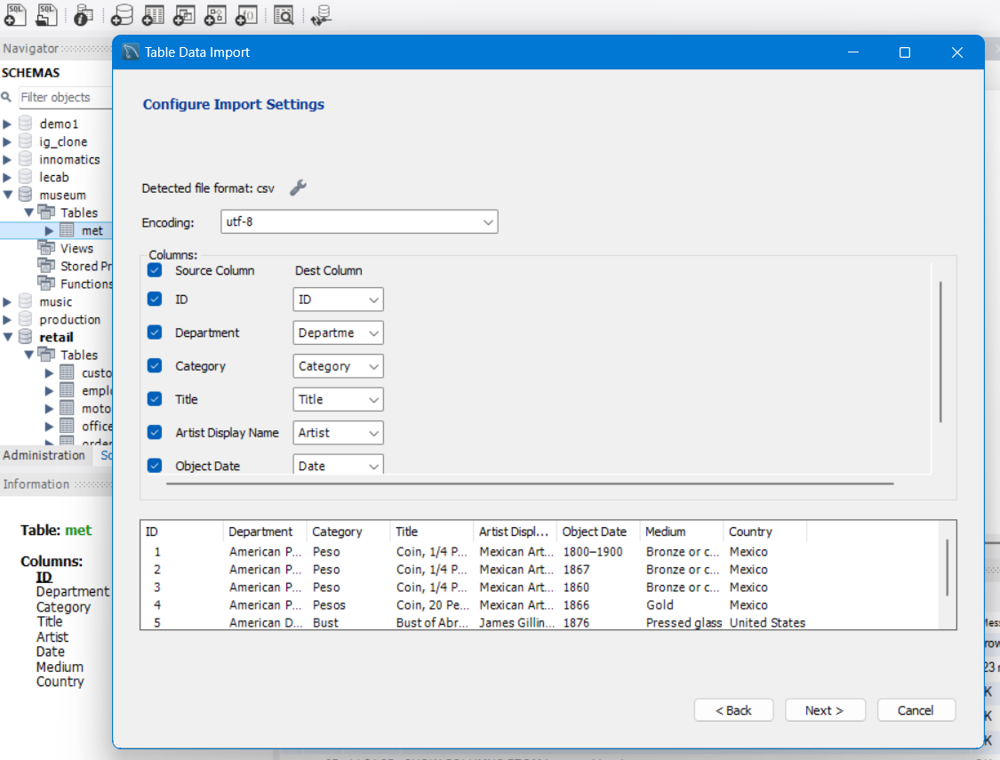 SQL
SQL
Navigator
SCHEMAS
Filter objects
demo1
ig_clone
innomatics
lecab
museum
Tables
met
Views
Stored Pr
Functions
music
production
retail
Tables
custo
empl
moto
office
order
Administration
Information
Table: met
Columns:
ID
Department
Category
Title
Artist
Date
Medium
Country
Table Data Import
Configure Import Settings
Detected file format: csv
Encoding: utf-8
Columns:
Source Column Dest Column
ID ID
Department Departme
Category Category
Title Title
Artist Display Name Artist
Object Date Date
ID Department Category Title Artist Displ... Object Date Medium Country
1 American P... Peso Coin, 1/4 P... Mexican Art... 1800–1900 Bronze or c... Mexico
2 American P... Peso Coin, 1/4 P... Mexican Art... 1867 Bronze or c... Mexico
3 American P... Peso Coin, 1/4 P... Mexican Art... 1860 Bronze or c... Mexico
4 American P... Pesos Coin, 20 Pe... Mexican Art... 1866 Gold Mexico
5 American D... Bust Bust of Abr... James Gillin... 1876 Pressed glass United States
< Back Next > Cancel